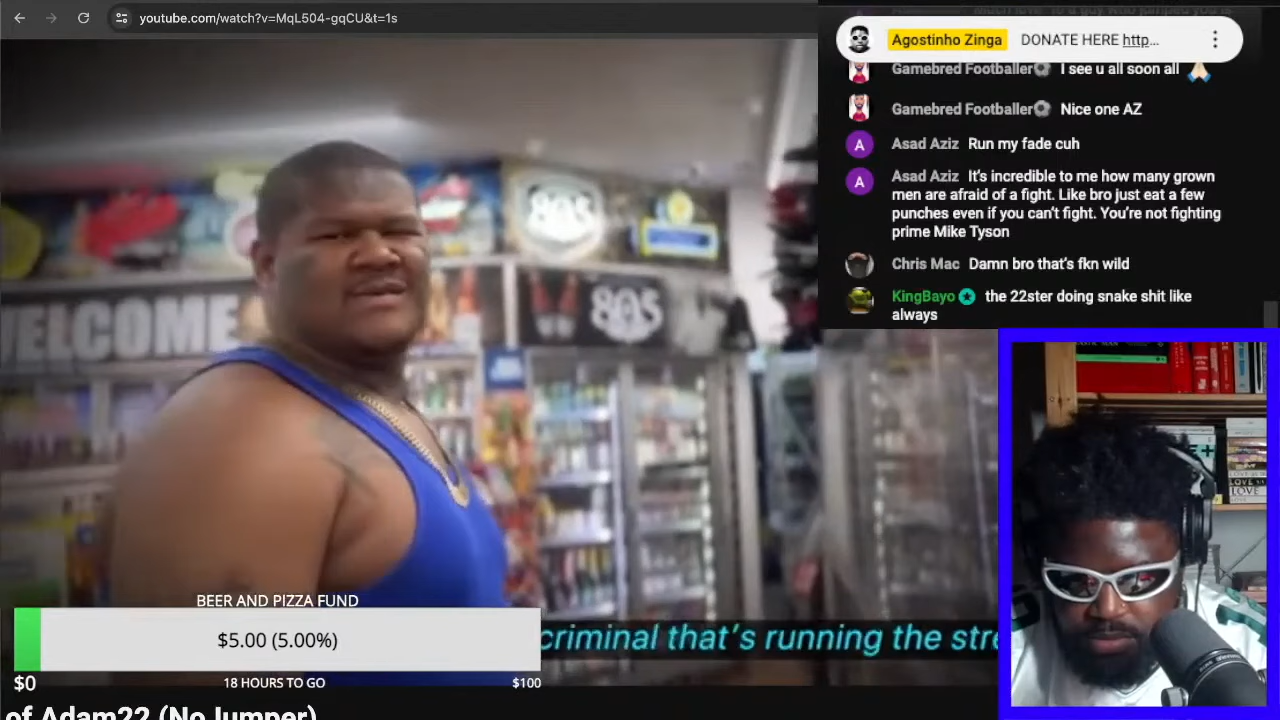 youtube.com/watch?v=MqL504-gqCU&t=1s
Agostinho Zinga DONATE HERE http...
Gamebred Footballer I see u all soon all
Gamebred Footballer Nice one AZ
A Asad Aziz Run my fade cuh
A Asad Aziz It's incredible to me how many grown
men are afraid of a fight. Like bro just eat a few
punches even if you can't fight. You're not fighting
prime Mike Tyson
Chris Mac Damn bro that's fkn wild
KingBayo the 22ster doing snake shit like
always
805
WELCOME
805
LOVE
LOVE
BEER AND PIZZA FUND
$5.00 (5.00%)
$0 18 HOURS TO GO $100
criminal that's running the stre
of Adam22 (No Jumper)